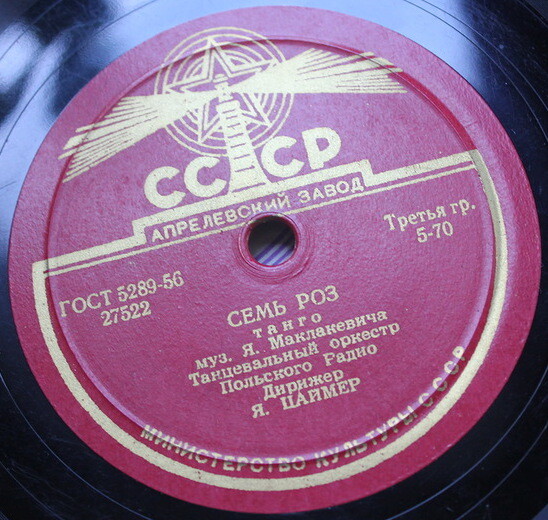 СССР
АПРЕЛЕВСКИЙ ЗАВОД
ГОСТ 5289-56
27522
Третья гр.
5-70
СЕМЬ РОЗ
танго
муз. Я. Маклакевича
Танцевальный оркестр
Польского Радио
Дирижер
Я. ЦАЙМЕР
МИНИСТЕРСТВО КУЛЬТУРЫ СССР